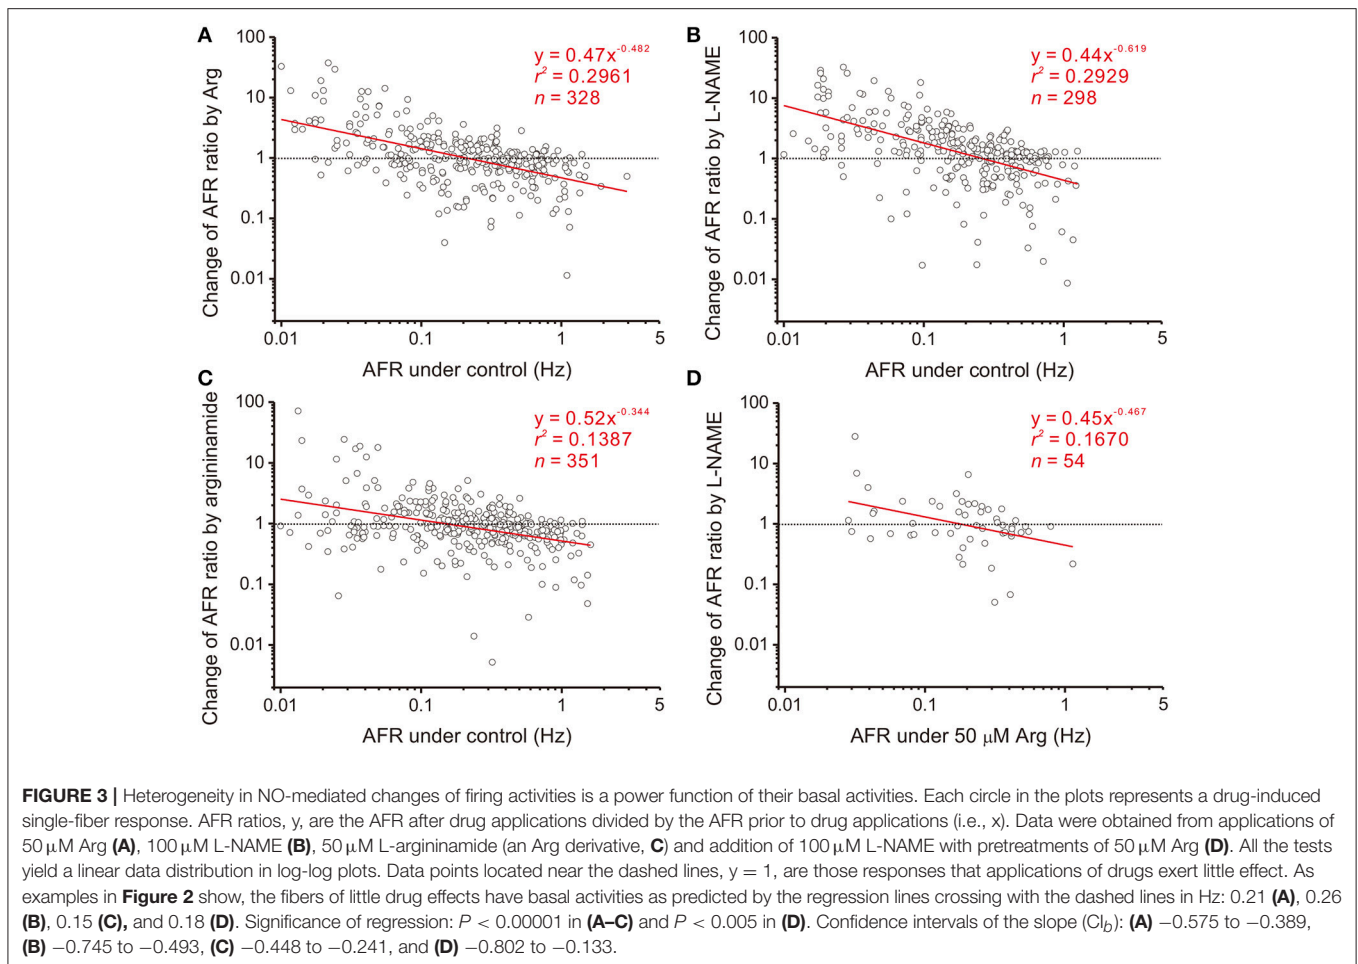 A
100
10
1
0.1
0.01
Change of AFR ratio by Arg
y = 0.47x^-0.482
r² = 0.2961
n = 328
0.01 0.1 1 5
AFR under control (Hz)
B
100
10
1
0.1
0.01
Change of AFR ratio by L-NAME
y = 0.44x^-0.619
r² = 0.2929
n = 298
0.01 0.1 1 5
AFR under control (Hz)
C
100
10
1
0.1
0.01
Change of AFR ratio by argininamide
y = 0.52x^-0.344
r² = 0.1387
n = 351
0.01 0.1 1 5
AFR under control (Hz)
D
100
10
1
0.1
0.01
Change of AFR ratio by L-NAME
y = 0.45x^-0.467
r² = 0.1670
n = 54
0.01 0.1 1 5
AFR under 50 µM Arg (Hz)
FIGURE 3 | Heterogeneity in NO-mediated changes of firing activities is a power function of their basal activities. Each circle in the plots represents a drug-induced
single-fiber response. AFR ratios, y, are the AFR after drug applications divided by the AFR prior to drug applications (i.e., x). Data were obtained from applications of
50 µM Arg (A), 100 µM L-NAME (B), 50 µM L-argininamide (an Arg derivative, C) and addition of 100 µM L-NAME with pretreatments of 50 µM Arg (D). All the tests
yield a linear data distribution in log-log plots. Data points located near the dashed lines, y = 1, are those responses that applications of drugs exert little effect. As
examples in Figure 2 show, the fibers of little drug effects have basal activities as predicted by the regression lines crossing with the dashed lines in Hz: 0.21 (A), 0.26
(B), 0.15 (C), and 0.18 (D). Significance of regression: P < 0.00001 in (A–C) and P < 0.005 in (D). Confidence intervals of the slope (CIb): (A) −0.575 to −0.389,
(B) −0.745 to −0.493, (C) −0.448 to −0.241, and (D) −0.802 to −0.133.